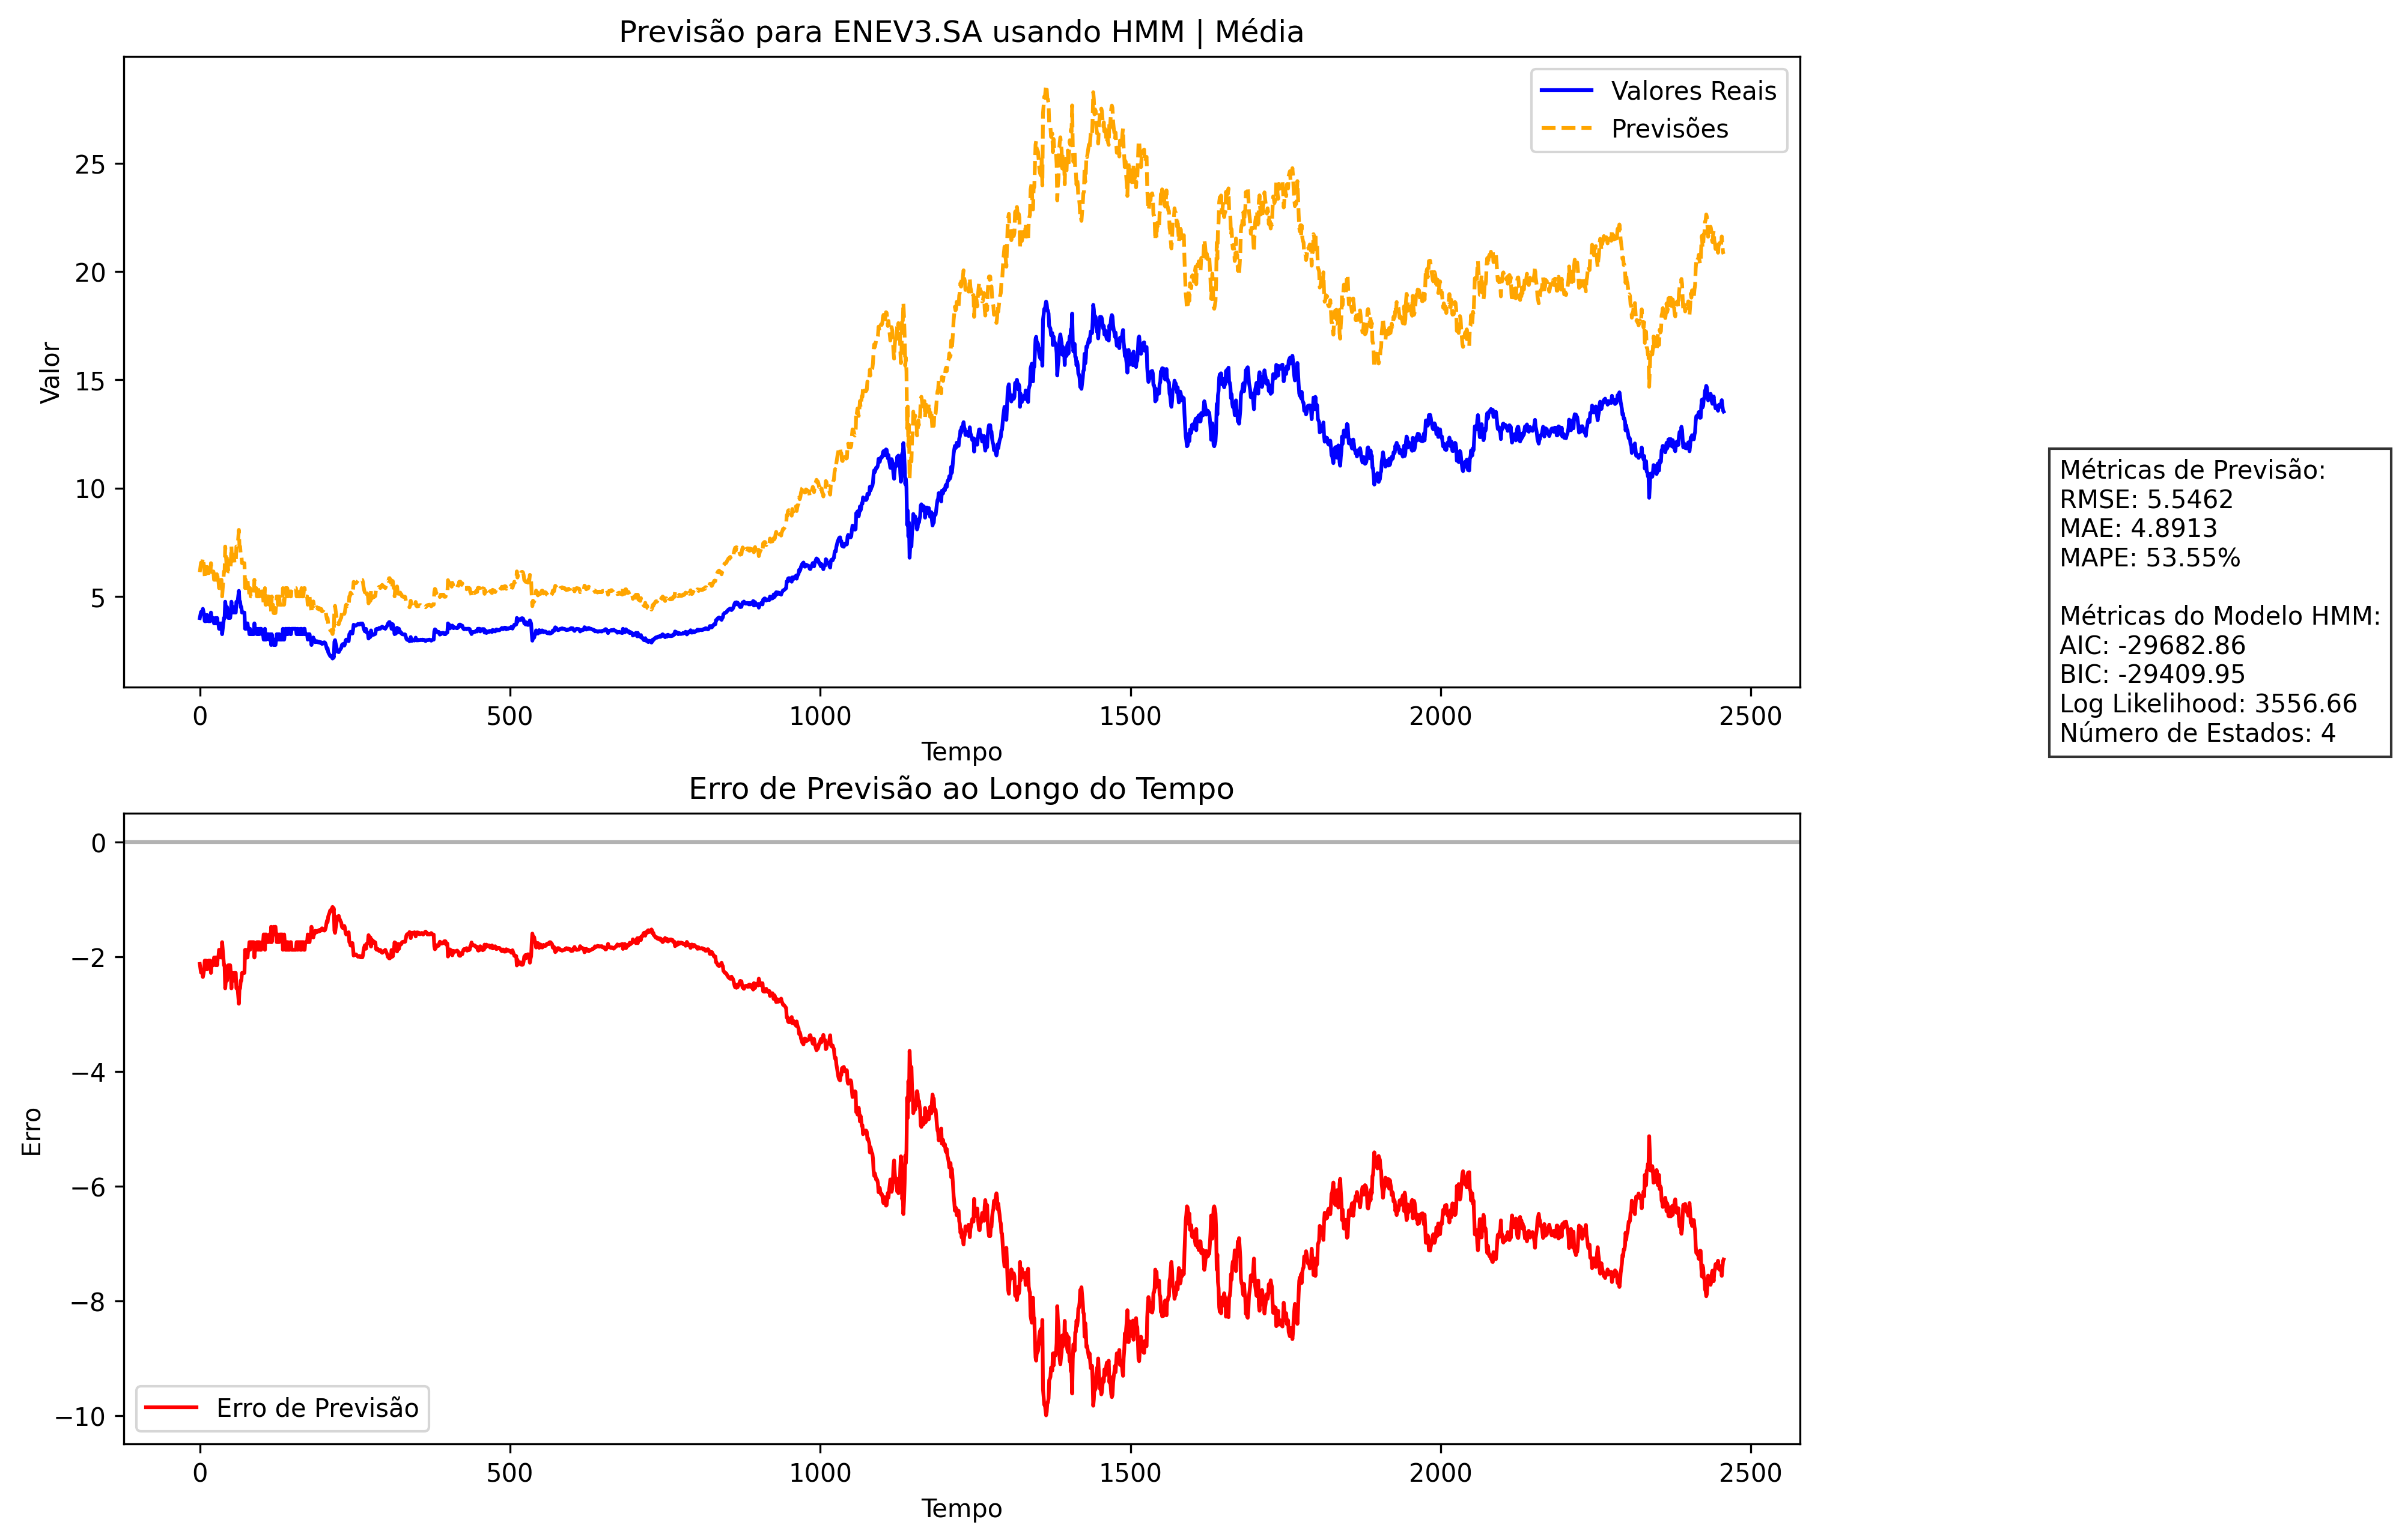 Previsão para ENEV3.SA usando HMM | Média
Valores Reais
Previsões
Valor
25
20
15
10
5
0 500 1000 1500 2000 2500
Tempo
Métricas de Previsão:
RMSE: 5.5462
MAE: 4.8913
MAPE: 53.55%
Métricas do Modelo HMM:
AIC: -29682.86
BIC: -29409.95
Log Likelihood: 3556.66
Número de Estados: 4
Erro de Previsão ao Longo do Tempo
Erro
0
−2
−4
−6
−8
−10
Erro de Previsão
0 500 1000 1500 2000 2500
Tempo